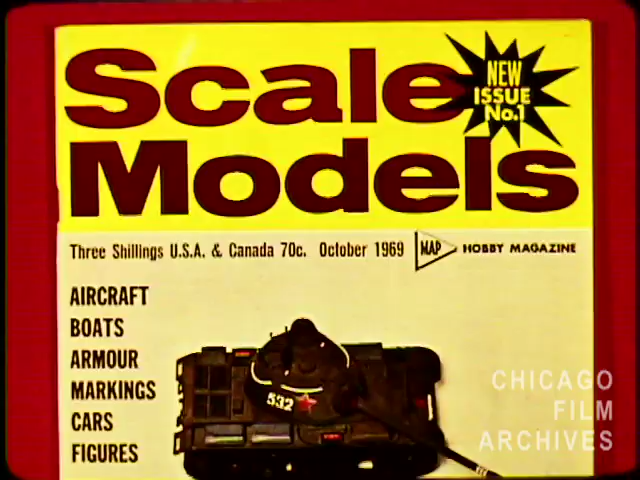 Scale
Models
NEW
ISSUE
No.1
Three Shillings U.S.A. & Canada 70c. October 1969 MAP HOBBY MAGAZINE
AIRCRAFT
BOATS
ARMOUR
MARKINGS
CARS
FIGURES
532
CHICAGO
FILM
ARCHIVES